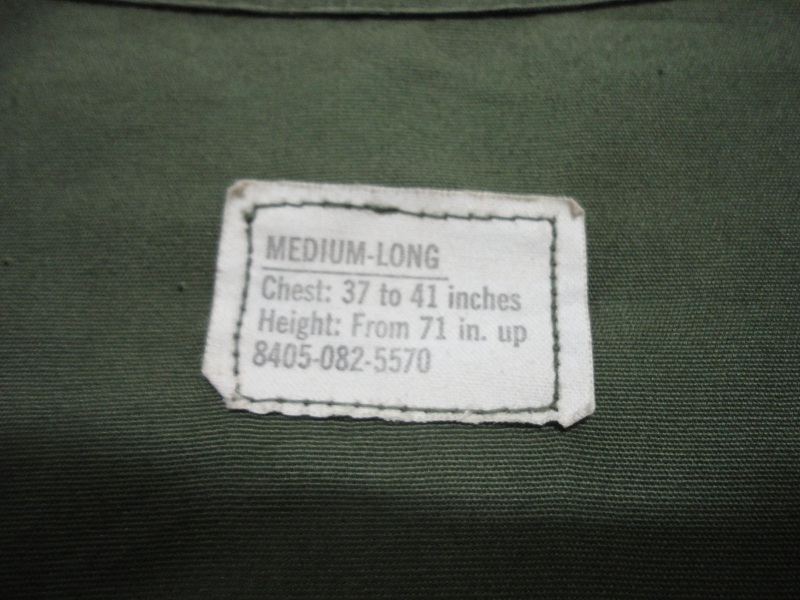 MEDIUM-LONG
Chest: 37 to 41 inches
Height: From 71 in. up
8405-082-5570